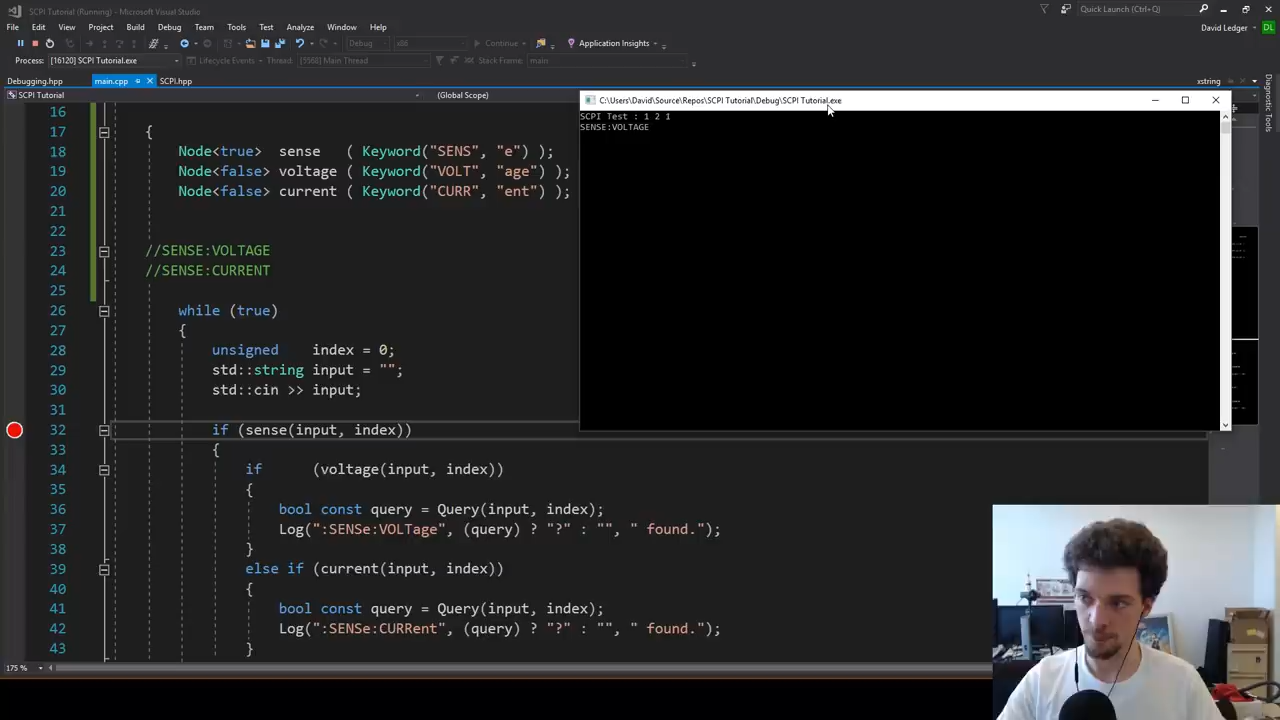 SCPI Tutorial (Running) - Microsoft Visual Studio
Quick Launch (Ctrl+Q)
File Edit View Project Build Debug Team Tools Test Analyze Window Help
David Ledger DL
Debug x86 Continue Application Insights
Process: [16120] SCPI Tutorial.exe Lifecycle Events Thread: [9568] Main Thread Stack Frame: main
Debugging.hpp main.cpp SCPI.hpp xstring
SCPI Tutorial (Global Scope)
Diagnostic Tools
C:\Users\David\Source\Repos\SCPI Tutorial\Debug\SCPI Tutorial.exe
SCPI Test : 1 2 1
SENSE:VOLTAGE
16
17 {
18 Node<true> sense ( Keyword("SENS", "e") );
19 Node<false> voltage ( Keyword("VOLT", "age") );
20 Node<false> current ( Keyword("CURR", "ent") );
21
22
23 //SENSE:VOLTAGE
24 //SENSE:CURRENT
25
26 while (true)
27 {
28 unsigned index = 0;
29 std::string input = "";
30 std::cin >> input;
31
32 if (sense(input, index))
33 {
34 if (voltage(input, index))
35 {
36 bool const query = Query(input, index);
37 Log(":SENSe:VOLTage", (query) ? "?" : "", " found.");
38 }
39 else if (current(input, index))
40 {
41 bool const query = Query(input, index);
42 Log(":SENSe:CURRent", (query) ? "?" : "", " found.");
43 }
175 %